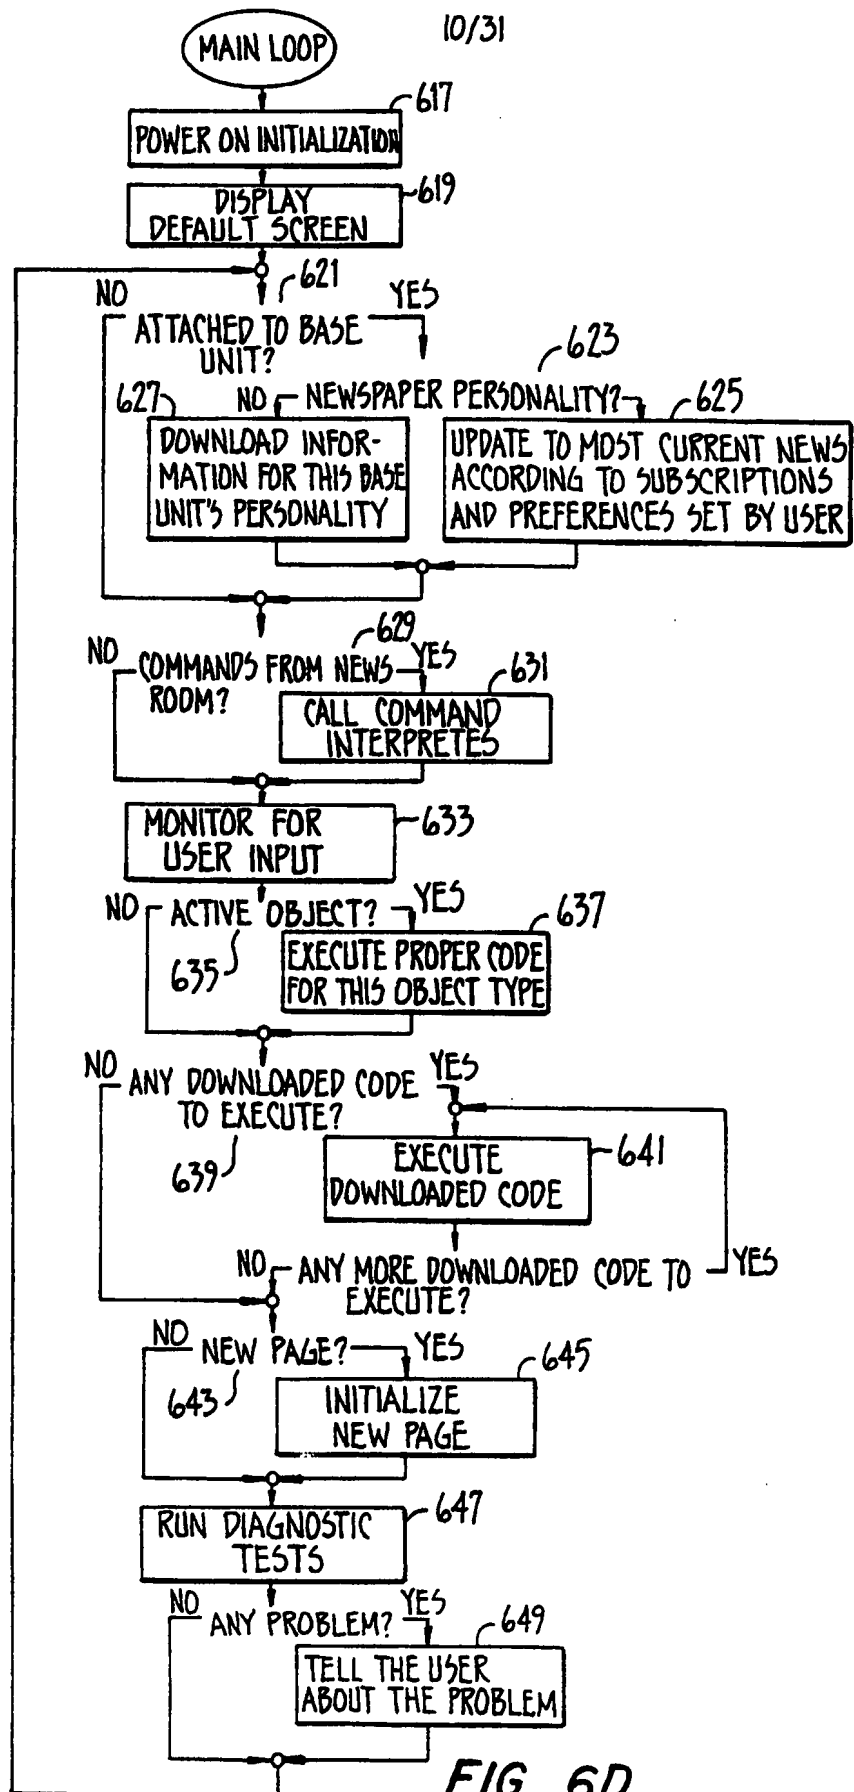 10/31
MAIN LOOP
617
POWER ON INITIALIZATION
619
DISPLAY
DEFAULT SCREEN
621
NO
YES
ATTACHED TO BASE
UNIT?
623
NEWSPAPER PERSONALITY?
627
NO
625
DOWNLOAD INFOR-
MATION FOR THIS BASE
UNIT'S PERSONALITY
UPDATE TO MOST CURRENT NEWS
ACCORDING TO SUBSCRIPTIONS
AND PREFERENCES SET BY USER
629
NO
YES
COMMANDS FROM NEWS
ROOM?
631
CALL COMMAND
INTERPRETES
MONITOR FOR
USER INPUT
633
NO
ACTIVE OBJECT?
YES
635
637
EXECUTE PROPER CODE
FOR THIS OBJECT TYPE
NO
YES
ANY DOWNLOADED CODE
TO EXECUTE?
639
641
EXECUTE
DOWNLOADED CODE
NO
ANY MORE DOWNLOADED CODE TO
EXECUTE?
YES
NO
NEW PAGE?
YES
643
645
INITIALIZE
NEW PAGE
647
RUN DIAGNOSTIC
TESTS
NO
ANY PROBLEM?
YES
649
TELL THE USER
ABOUT THE PROBLEM
FIG 6D